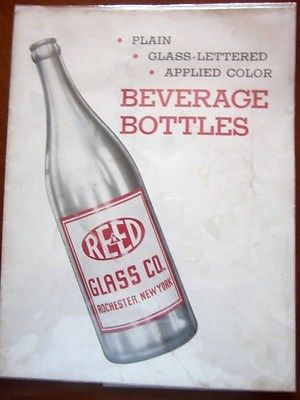 • PLAIN
• GLASS-LETTERED
• APPLIED COLOR
BEVERAGE
BOTTLES
REED
GLASS CO.
ROCHESTER, NEW YORK